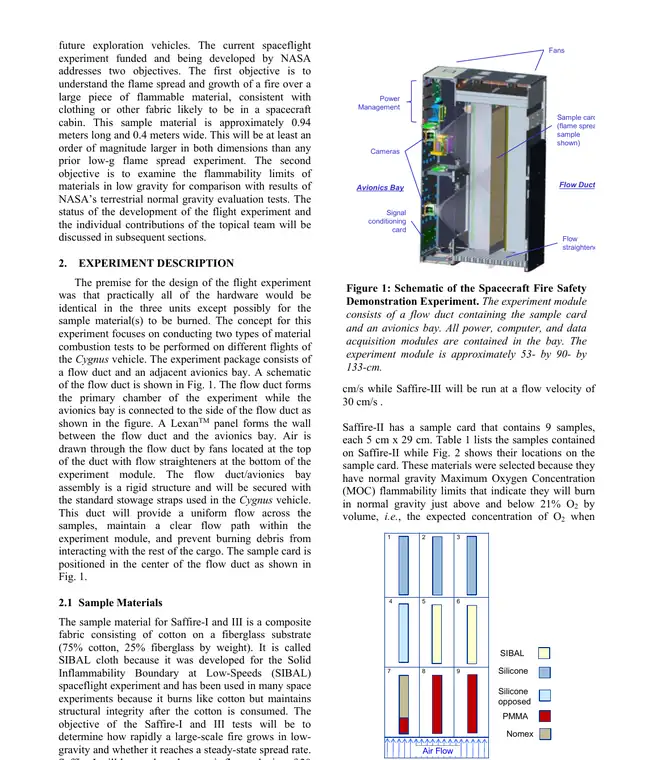 future exploration vehicles. The current spaceflight
experiment funded and being developed by NASA
addresses two objectives. The first objective is to
understand the flame spread and growth of a fire over a
large piece of flammable material, consistent with
clothing or other fabric likely to be in a spacecraft
cabin. This sample material is approximately 0.94
meters long and 0.4 meters wide. This will be at least an
order of magnitude larger in both dimensions than any
prior low-g flame spread experiment. The second
objective is to examine the flammability limits of
materials in low gravity for comparison with results of
NASA's terrestrial normal gravity evaluation tests. The
status of the development of the flight experiment and
the individual contributions of the topical team will be
discussed in subsequent sections.
2. EXPERIMENT DESCRIPTION
The premise for the design of the flight experiment
was that practically all of the hardware would be
identical in the three units except possibly for the
sample material(s) to be burned. The concept for this
experiment focuses on conducting two types of material
combustion tests to be performed on different flights of
the Cygnus vehicle. The experiment package consists of
a flow duct and an adjacent avionics bay. A schematic
of the flow duct is shown in Fig. 1. The flow duct forms
the primary chamber of the experiment while the
avionics bay is connected to the side of the flow duct as
shown in the figure. A Lexan™ panel forms the wall
between the flow duct and the avionics bay. Air is
drawn through the flow duct by fans located at the top
of the duct with flow straighteners at the bottom of the
experiment module. The flow duct/avionics bay
assembly is a rigid structure and will be secured with
the standard stowage straps used in the Cygnus vehicle.
This duct will provide a uniform flow across the
samples, maintain a clear flow path within the
experiment module, and prevent burning debris from
interacting with the rest of the cargo. The sample card is
positioned in the center of the flow duct as shown in
Fig. 1.
2.1 Sample Materials
The sample material for Saffire-I and III is a composite
fabric consisting of cotton on a fiberglass substrate
(75% cotton, 25% fiberglass by weight). It is called
SIBAL cloth because it was developed for the Solid
Inflammability Boundary at Low-Speeds (SIBAL)
spaceflight experiment and has been used in many space
experiments because it burns like cotton but maintains
structural integrity after the cotton is consumed. The
objective of the Saffire-I and III tests will be to
determine how rapidly a large-scale fire grows in low-
gravity and whether it reaches a steady-state spread rate.
Fans
Power
Management
Sample card
(flame spread
sample
shown)
Cameras
Avionics Bay
Flow Duct
Signal
conditioning
card
Flow
straightene
Figure 1: Schematic of the Spacecraft Fire Safety
Demonstration Experiment. The experiment module
consists of a flow duct containing the sample card
and an avionics bay. All power, computer, and data
acquisition modules are contained in the bay. The
experiment module is approximately 53- by 90- by
133-cm.
cm/s while Saffire-III will be run at a flow velocity of
30 cm/s .
Saffire-II has a sample card that contains 9 samples,
each 5 cm x 29 cm. Table 1 lists the samples contained
on Saffire-II while Fig. 2 shows their locations on the
sample card. These materials were selected because they
have normal gravity Maximum Oxygen Concentration
(MOC) flammability limits that indicate they will burn
in normal gravity just above and below 21% O₂ by
volume, i.e., the expected concentration of O₂ when
1 2 3
4 5 6
7 8 9
SIBAL
Silicone
Silicone
opposed
PMMA
Nomex
Air Flow